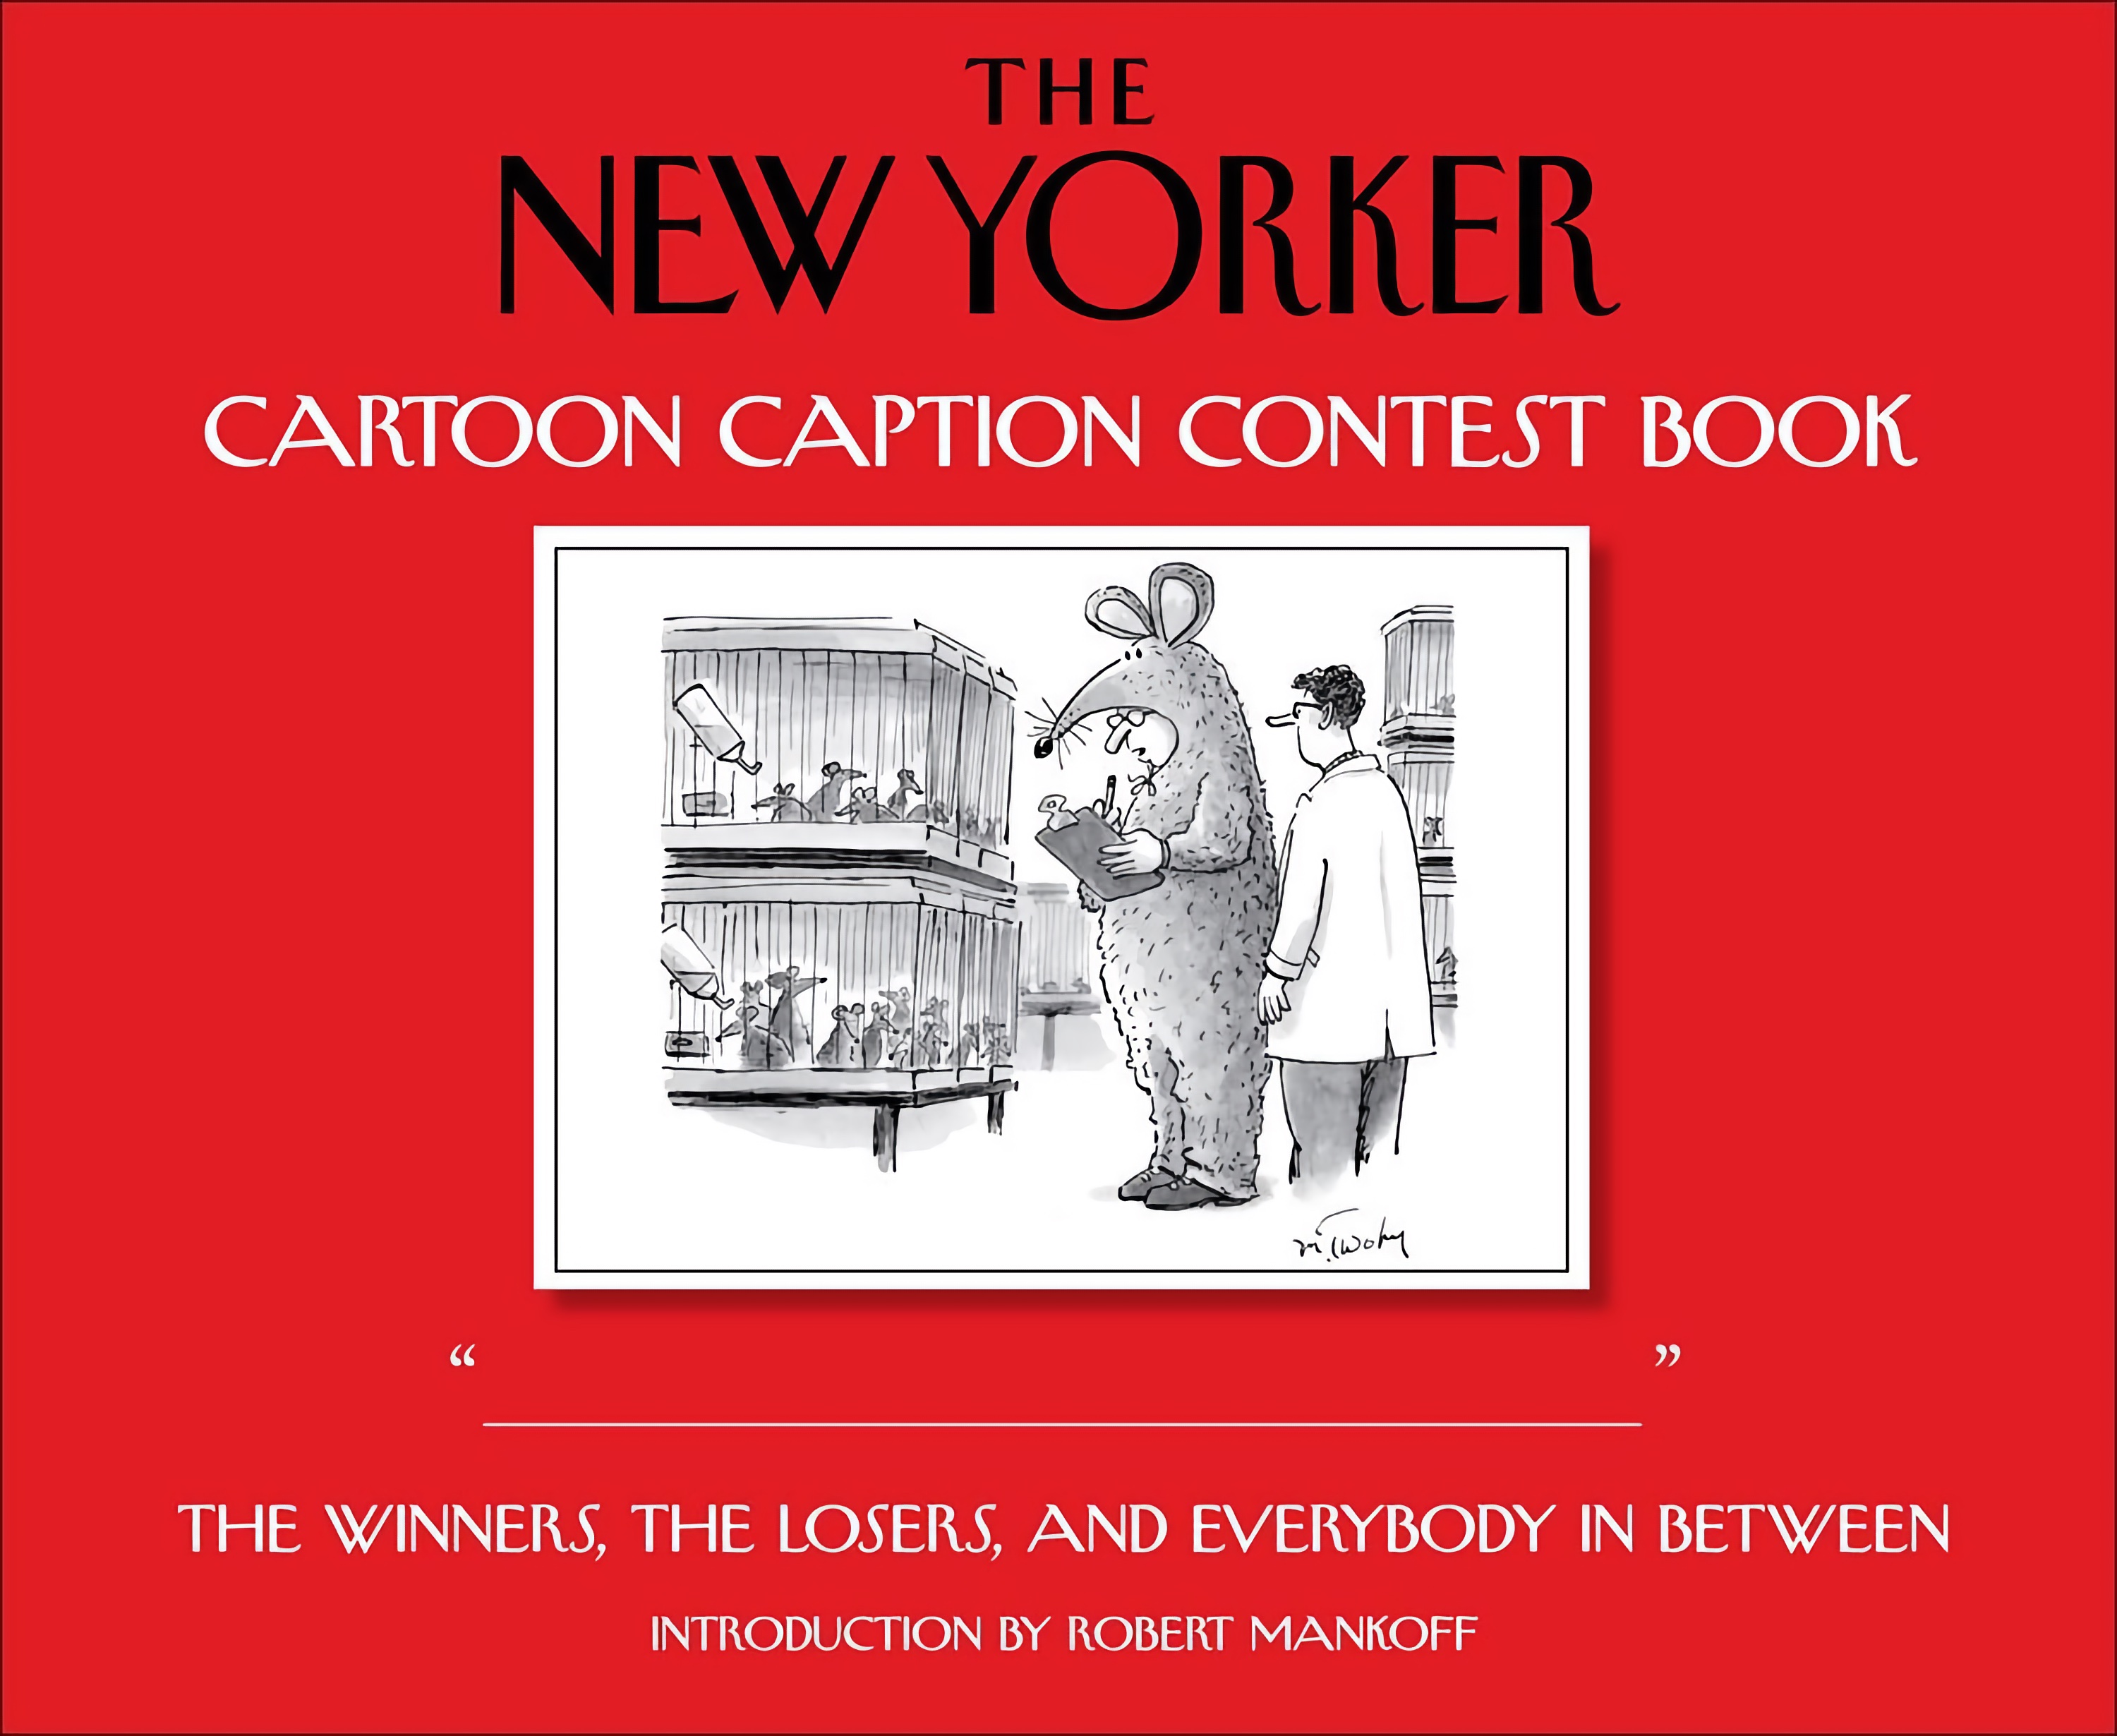 THE
NEW YORKER
CARTOON CAPTION CONTEST BOOK
m. Twohy
“ ”
THE WINNERS, THE LOSERS, AND EVERYBODY IN BETWEEN
INTRODUCTION BY ROBERT MANKOFF